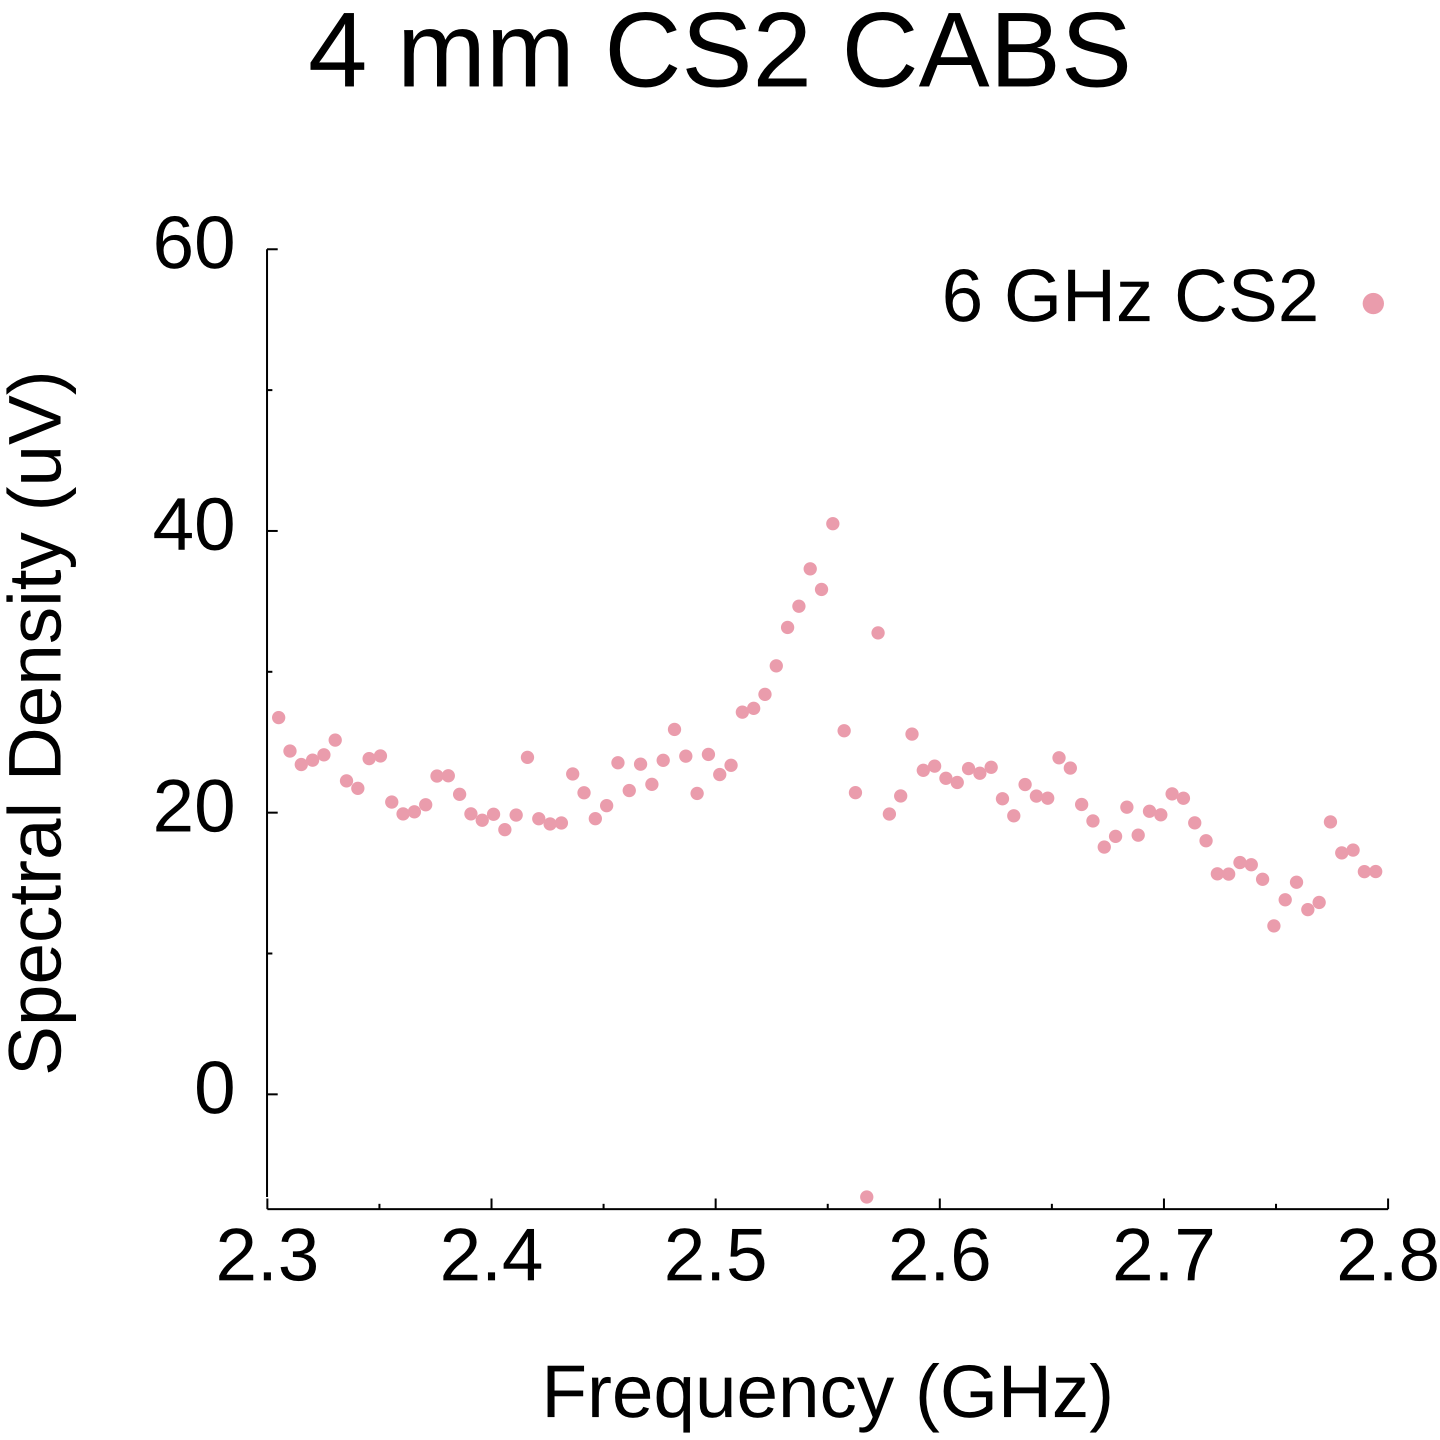 4 mm CS2 CABS
60
6 GHz CS2
40
20
0
Spectral Density (uV)
2.3 2.4 2.5 2.6 2.7 2.8
Frequency (GHz)